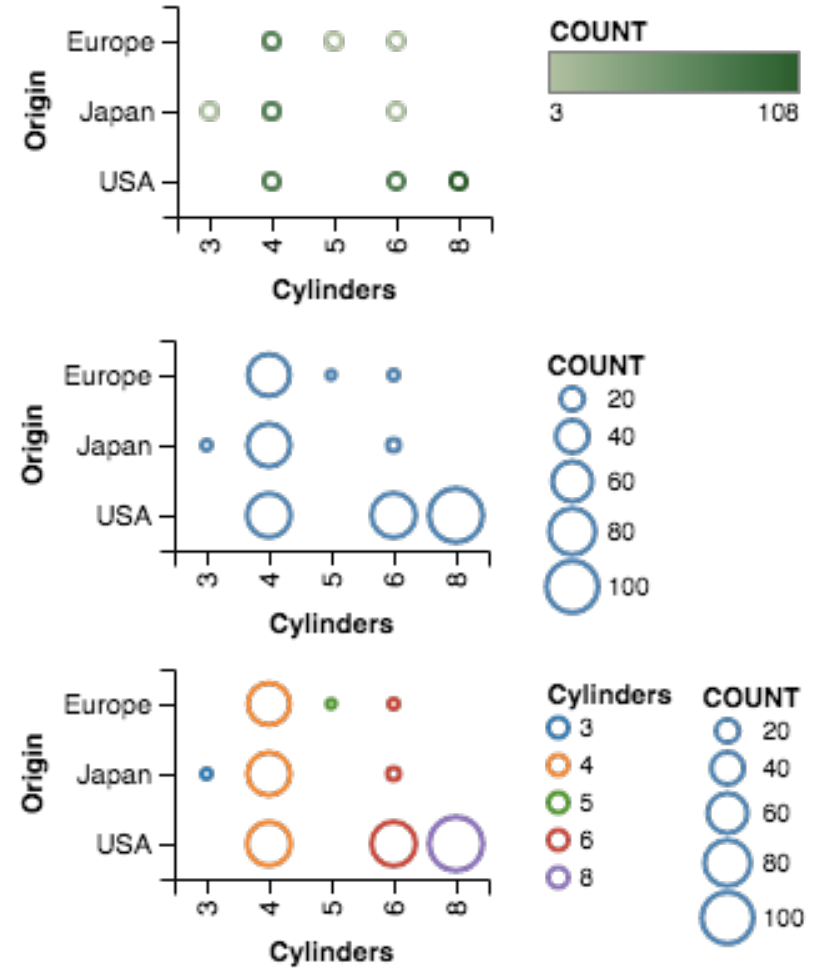 COUNT
3 108
Origin
Europe
Japan
USA
3 4 5 6 8
Cylinders
COUNT
20
40
60
80
100
Origin
Europe
Japan
USA
3 4 5 6 8
Cylinders
Cylinders
3
4
5
6
8
COUNT
20
40
60
80
100
Origin
Europe
Japan
USA
3 4 5 6 8
Cylinders